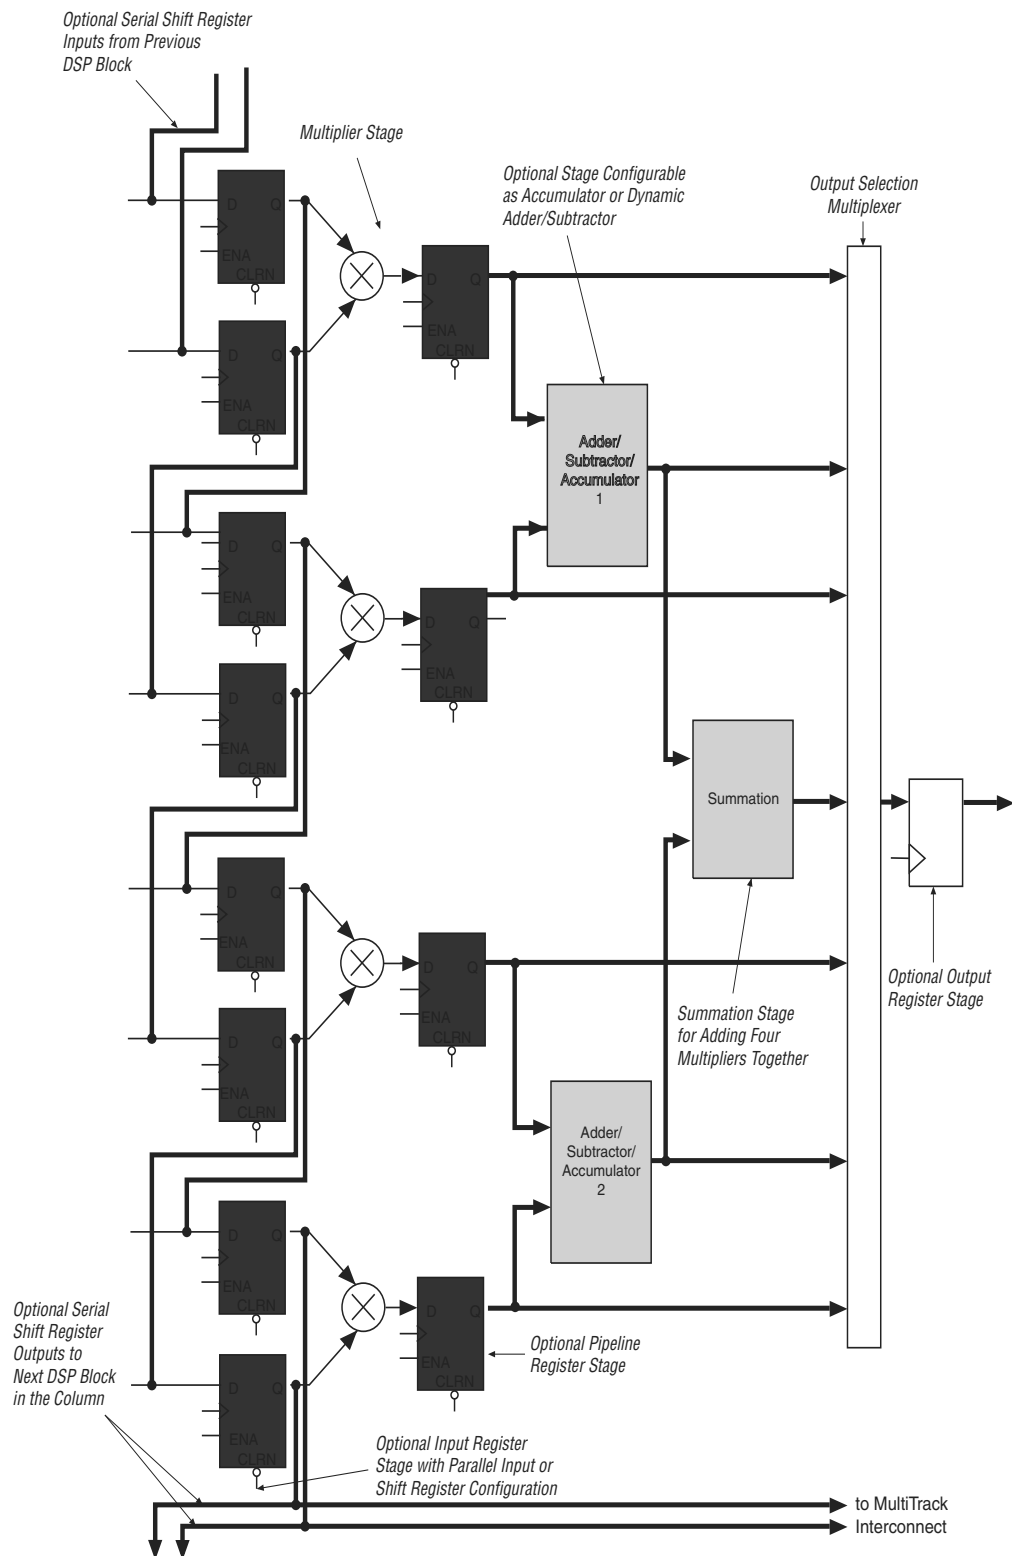 Optional Serial Shift Register
Inputs from Previous
DSP Block
Multiplier Stage
Optional Stage Configurable
as Accumulator or Dynamic
Adder/Subtractor
Output Selection
Multiplexer
D Q
ENA
CLRN
D Q
ENA
CLRN
D Q
ENA
CLRN
Adder/
Subtractor/
Accumulator
1
D Q
ENA
CLRN
D Q
ENA
CLRN
D Q
ENA
CLRN
Summation
D Q
ENA
CLRN
D Q
ENA
CLRN
D Q
ENA
CLRN
Optional Output
Register Stage
Summation Stage
for Adding Four
Multipliers Together
Adder/
Subtractor/
Accumulator
2
D Q
ENA
CLRN
D Q
ENA
CLRN
D Q
ENA
CLRN
Optional Serial
Shift Register
Outputs to
Next DSP Block
in the Column
Optional Pipeline
Register Stage
Optional Input Register
Stage with Parallel Input or
Shift Register Configuration
to MultiTrack
Interconnect